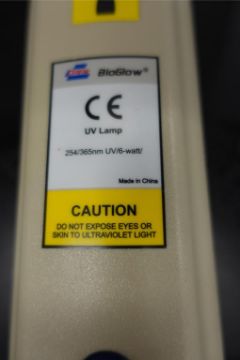 BioGlow®
CE
UV Lamp
254/365nm UV/6-watt/
Made in China
CAUTION
DO NOT EXPOSE EYES OR
SKIN TO ULTRAVIOLET LIGHT